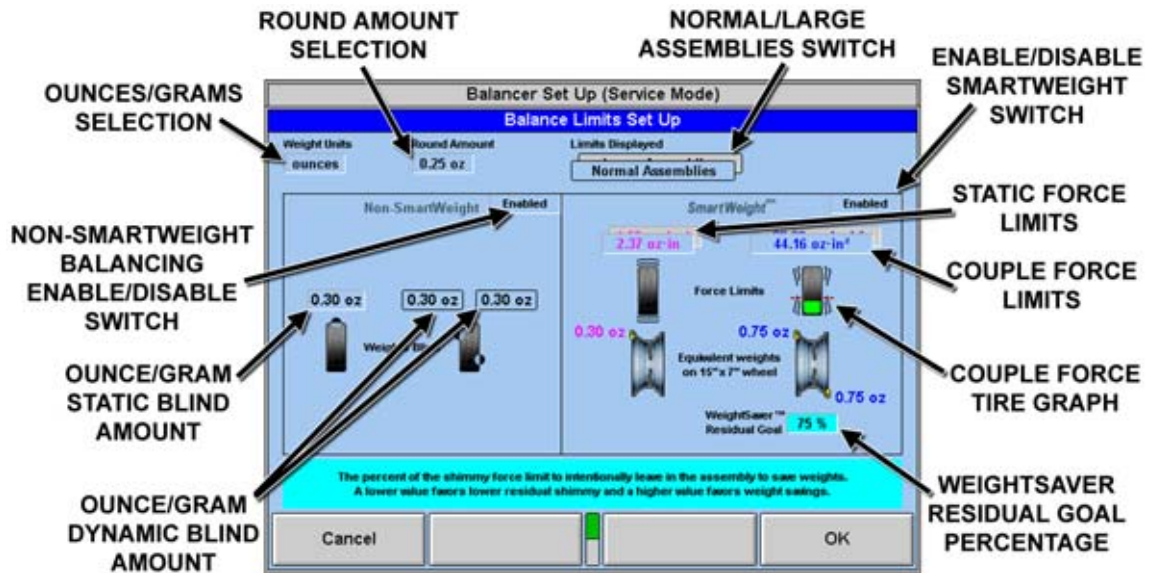 ROUND AMOUNT
SELECTION
NORMAL/LARGE
ASSEMBLIES SWITCH
ENABLE/DISABLE
SMARTWEIGHT
SWITCH
OUNCES/GRAMS
SELECTION
Balancer Set Up (Service Mode)
Balance Limits Set Up
Weight Units
Round Amount
Limits Displayed
ounces
0.25 oz
Normal Assemblies
Non-SmartWeight
Enabled
SmartWeight™
Enabled
STATIC FORCE
LIMITS
2.37 oz-in
44.16 oz-in²
NON-SMARTWEIGHT
BALANCING
ENABLE/DISABLE
SWITCH
COUPLE FORCE
LIMITS
0.30 oz
0.30 oz
0.30 oz
Force Limits
0.30 oz
0.75 oz
Equivalent weights
on 15"x 7" wheel
0.75 oz
OUNCE/GRAM
STATIC BLIND
AMOUNT
COUPLE FORCE
TIRE GRAPH
WeightSaver™
Residual Goal
75 %
The percent of the shimmy force limit to intentionally leave in the assembly to save weights.
A lower value favors lower residual shimmy and a higher value favors weight savings.
OUNCE/GRAM
DYNAMIC BLIND
AMOUNT
WEIGHTSAVER
RESIDUAL GOAL
PERCENTAGE
Cancel
OK